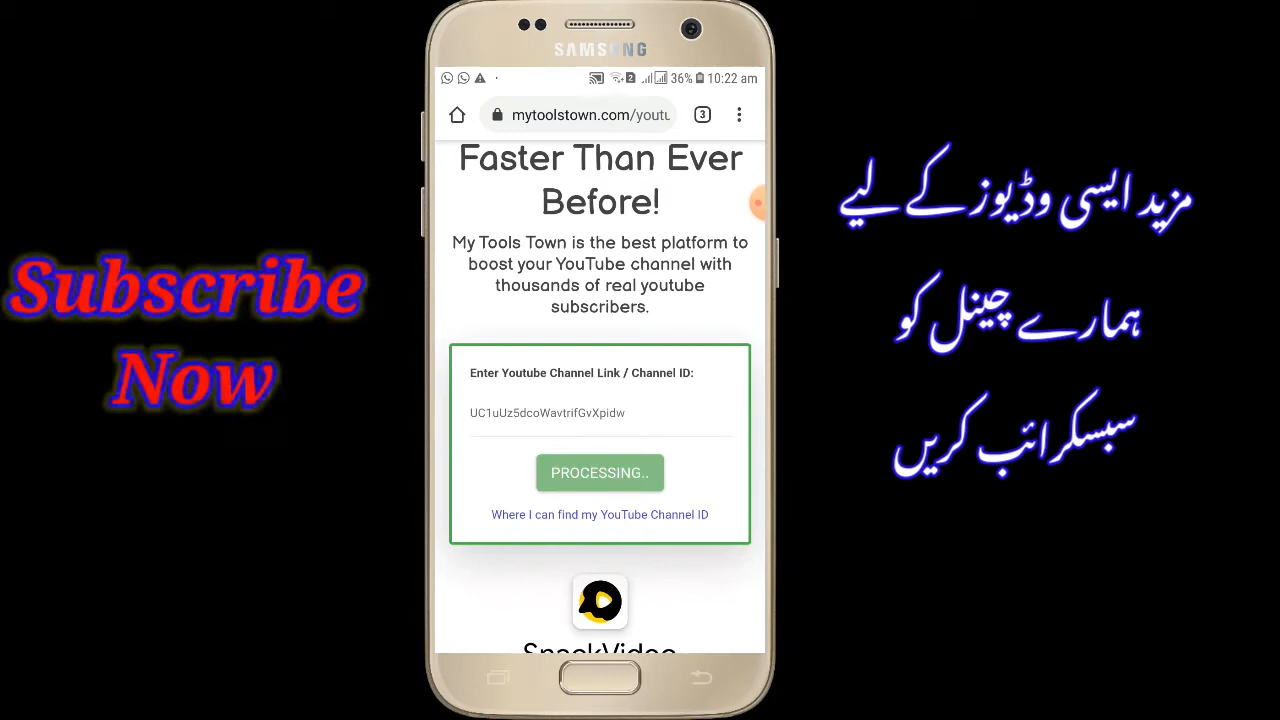 SAMSUNG
2
36%
10:22 am
mytoolstown.com/youtu
3
Faster Than Ever
Before!
My Tools Town is the best platform to
boost your YouTube channel with
thousands of real youtube
subscribers.
Enter Youtube Channel Link / Channel ID:
UC1uUz5dcoWavtrifGvXpidw
PROCESSING..
Where I can find my YouTube Channel ID
SnackVideo
Subscribe
Now
مزید ایسی وڈیوز کے لیے
ہمارے چینل کو
سبسکرائب کریں